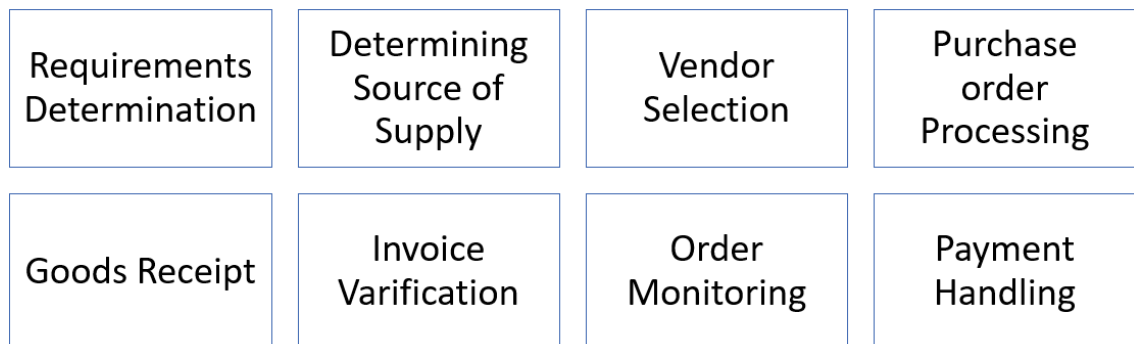 Requirements
Determination
Determining
Source of
Supply
Vendor
Selection
Purchase
order
Processing
Goods Receipt
Invoice
Varification
Order
Monitoring
Payment
Handling